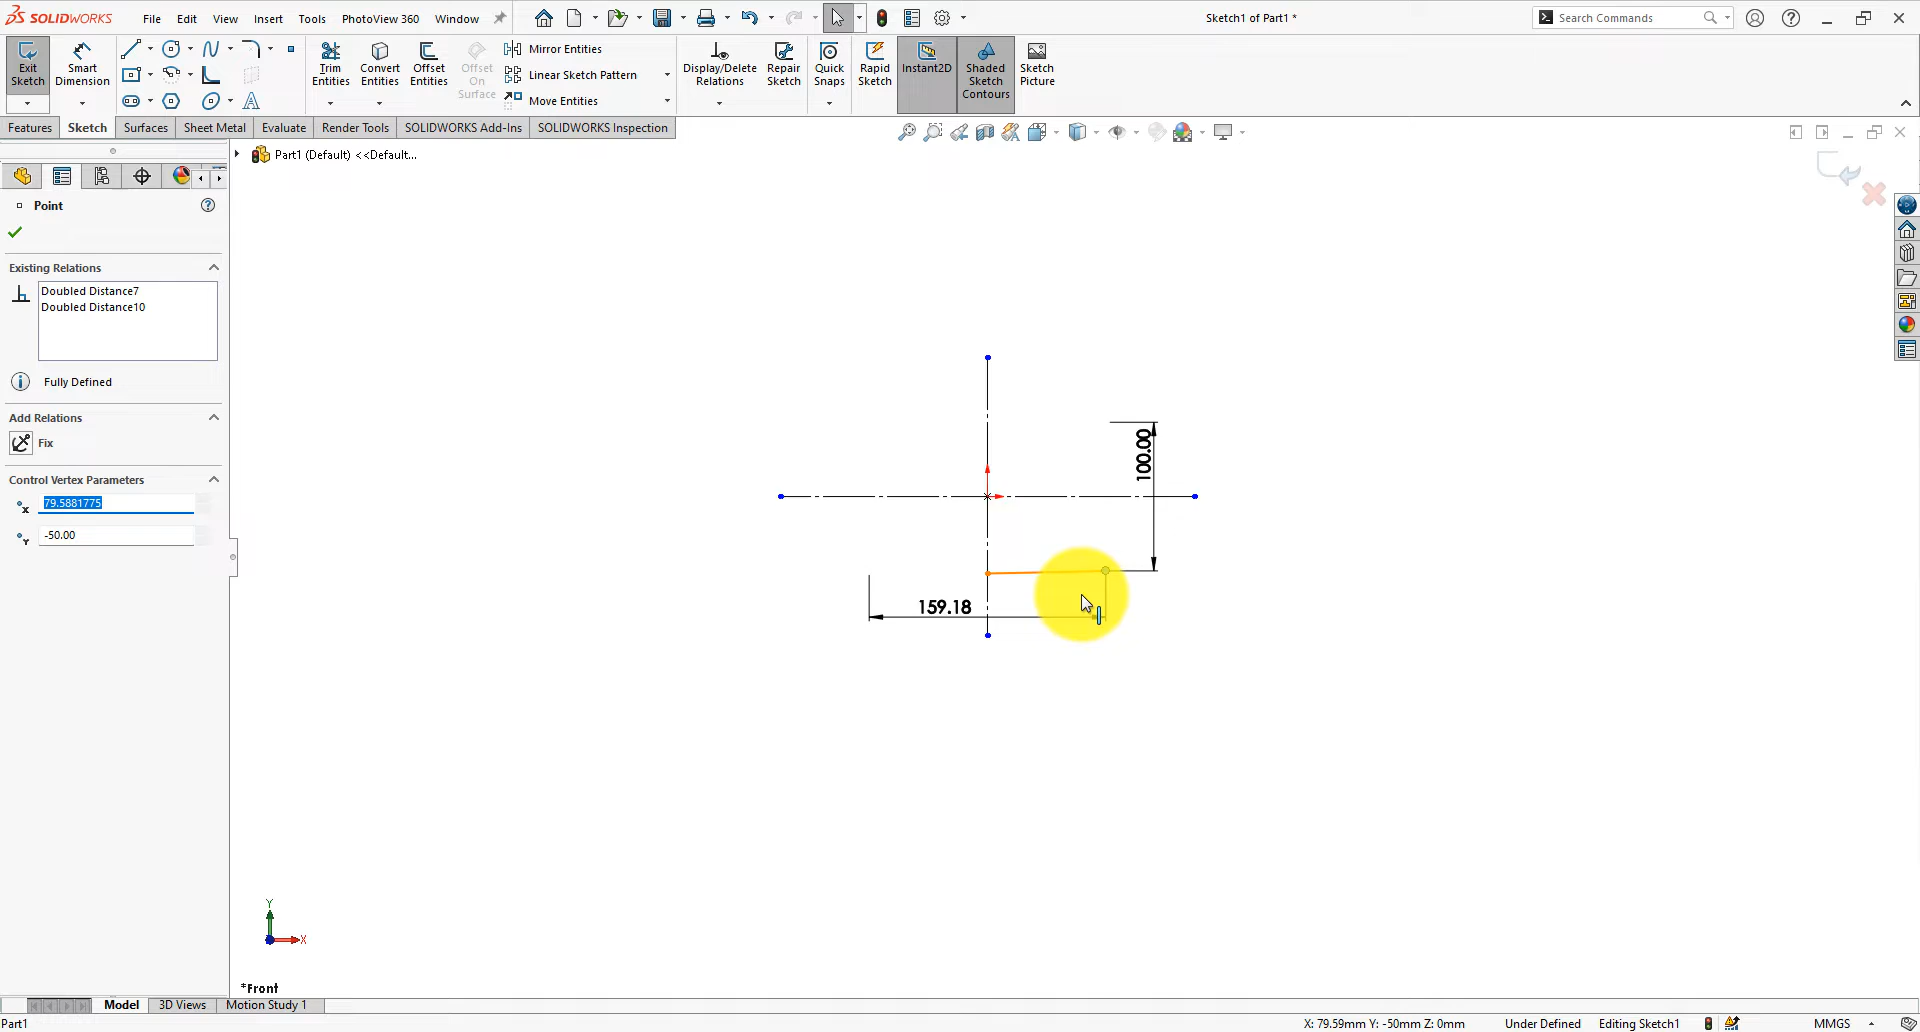 SOLIDWORKS File Edit View Insert Tools PhotoView 360 Window Sketch1 of Part1 * Search Commands
Exit Sketch
Smart Dimension
Trim Entities
Convert Entities
Offset Entities
Offset On Surface
Mirror Entities
Linear Sketch Pattern
Move Entities
Display/Delete Relations
Repair Sketch
Quick Snaps
Rapid Sketch
Instant2D
Shaded Sketch Contours
Sketch Picture
Features Sketch Surfaces Sheet Metal Evaluate Render Tools SOLIDWORKS Add-Ins SOLIDWORKS Inspection
Part1 (Default) <<Default...
Point
Existing Relations
Doubled Distance7
Doubled Distance10
Fully Defined
Add Relations
Fix
Control Vertex Parameters
X 79.5881775
Y -50.00
100.00
159.18
Y
X
*Front
Model 3D Views Motion Study 1
Part1 X: 79.59mm Y: -50mm Z: 0mm Under Defined Editing Sketch1 MMGS